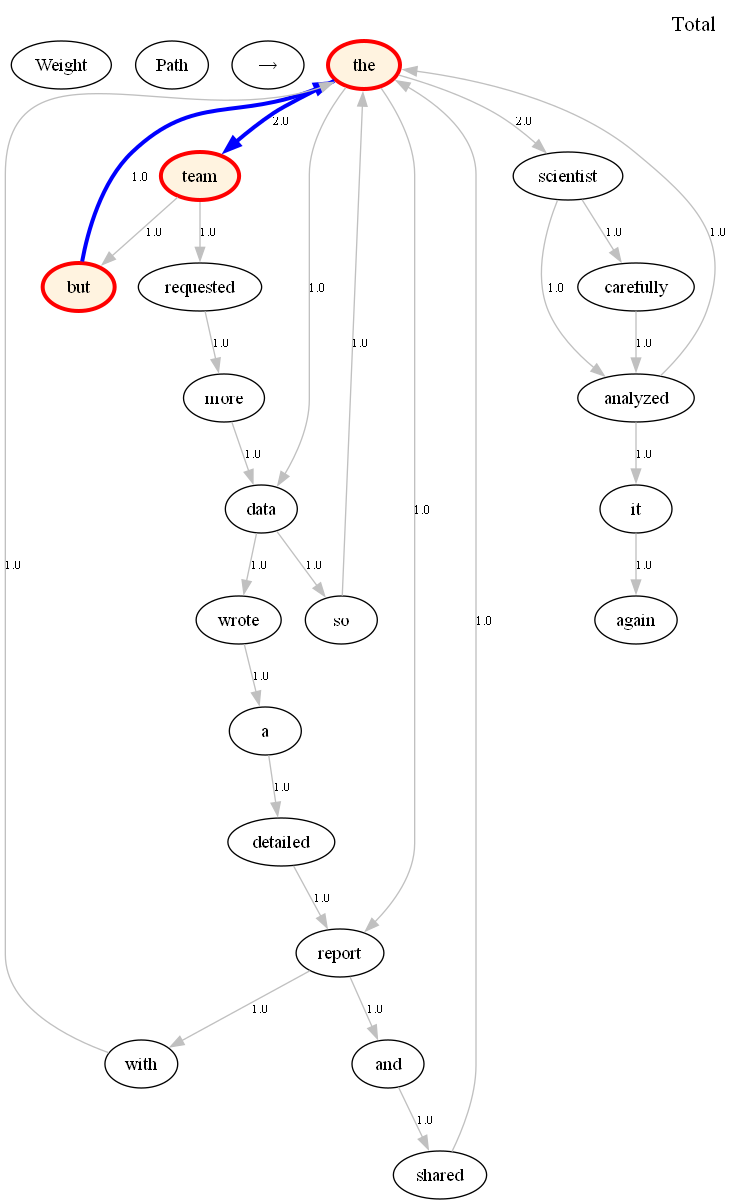 Total
Weight Path → the
2.0 2.0
team scientist
1.0
1.0 1.0 1.0 1.0
but requested 1.0 1.0 carefully
1.0 1.0 1.0
more analyzed
1.0 1.0
data 1.0 it
1.0 1.0 1.0 1.0
wrote so 1.0 again
1.0
a
1.0
detailed
1.0
report
1.0 1.0
with and
1.0
shared